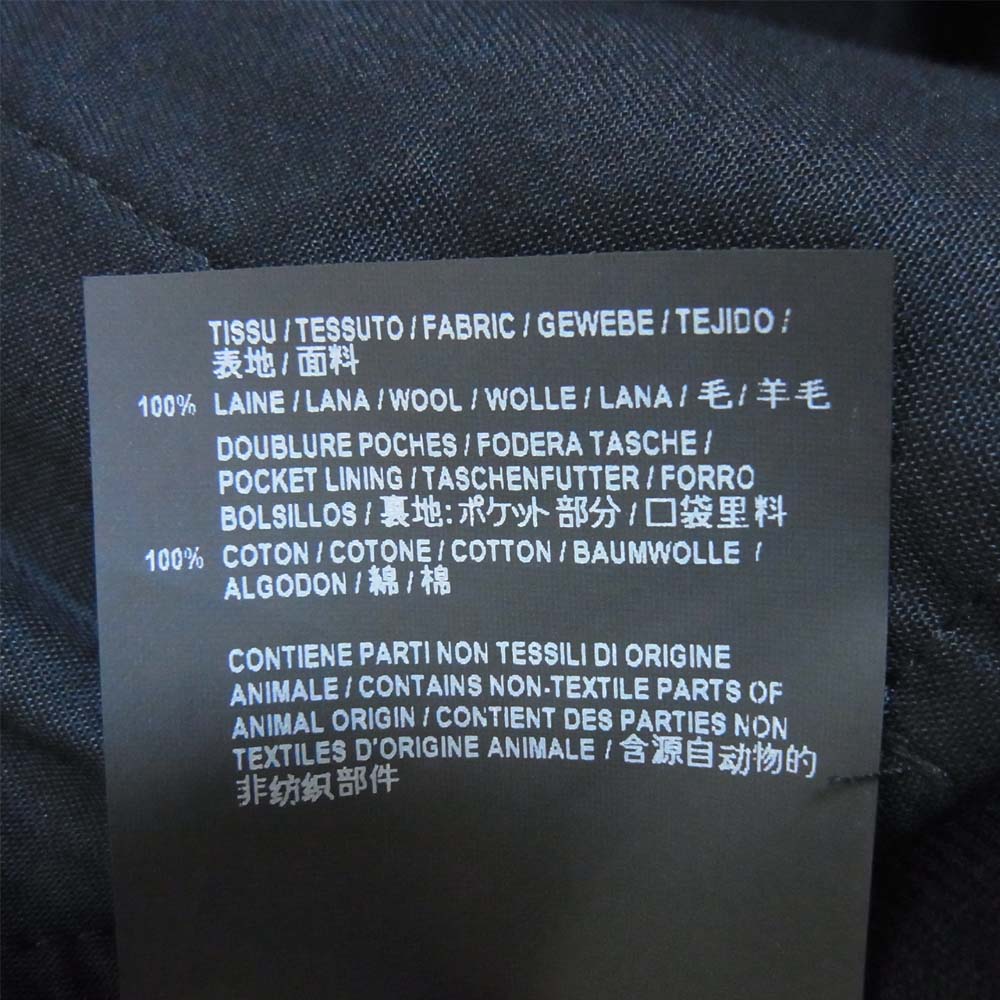 TISSU / TESSUTO / FABRIC / GEWEBE / TEJIDO /
表地 / 面料
100% LAINE / LANA / WOOL / WOLLE / LANA / 毛 / 羊毛
DOUBLURE POCHES / FODERA TASCHE /
POCKET LINING / TASCHENFUTTER / FORRO
BOLSILLOS / 裏地: ポケット部分 / 口袋里料
100% COTON / COTONE / COTTON / BAUMWOLLE /
ALGODON / 綿 / 棉
CONTIENE PARTI NON TESSILI DI ORIGINE
ANIMALE / CONTAINS NON-TEXTILE PARTS OF
ANIMAL ORIGIN / CONTIENT DES PARTIES NON
TEXTILES D'ORIGINE ANIMALE / 含源自动物的
非纺织部件